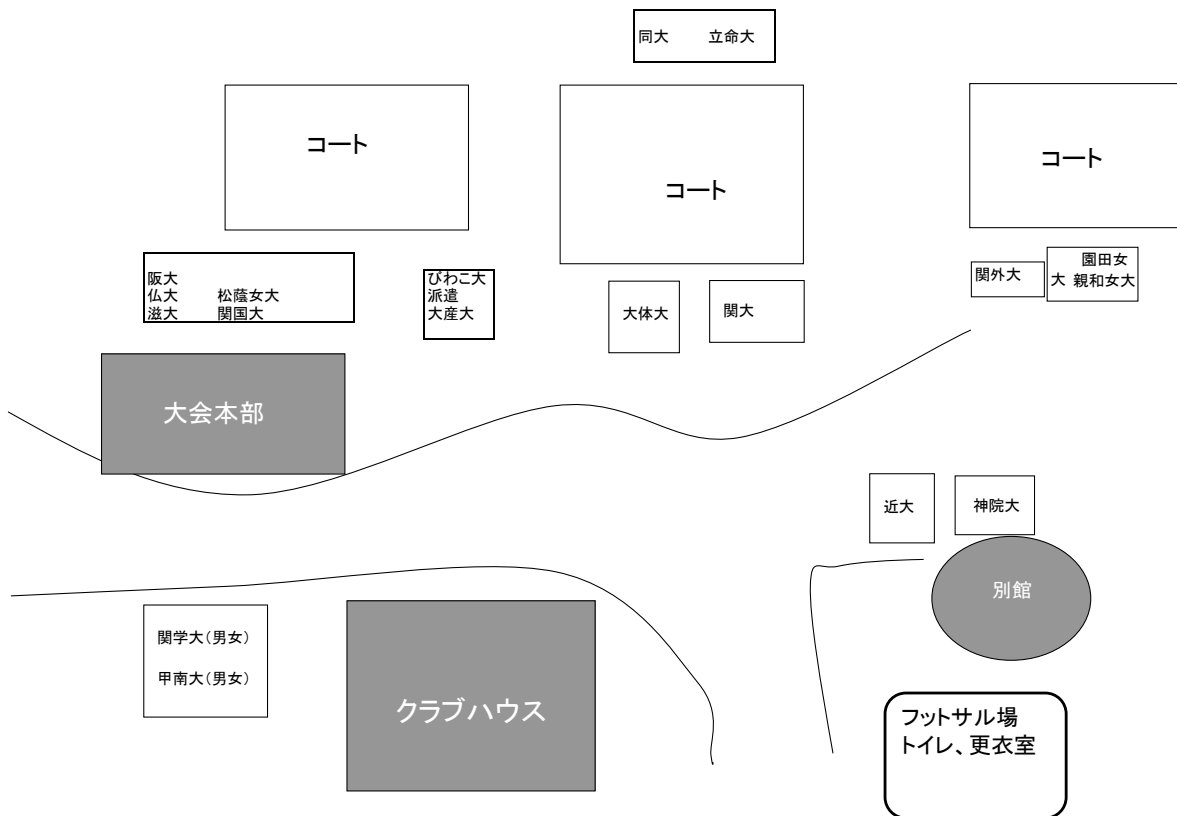 同大 立命大
コート
コート
コート
阪大
仏大 松蔭女大
滋大 関国大
びわこ大
派遣
大産大
大体大
関大
関外大
園田女
大 親和女大
大会本部
近大
神院大
別館
関学大(男女)
甲南大(男女)
クラブハウス
フットサル場
トイレ、更衣室